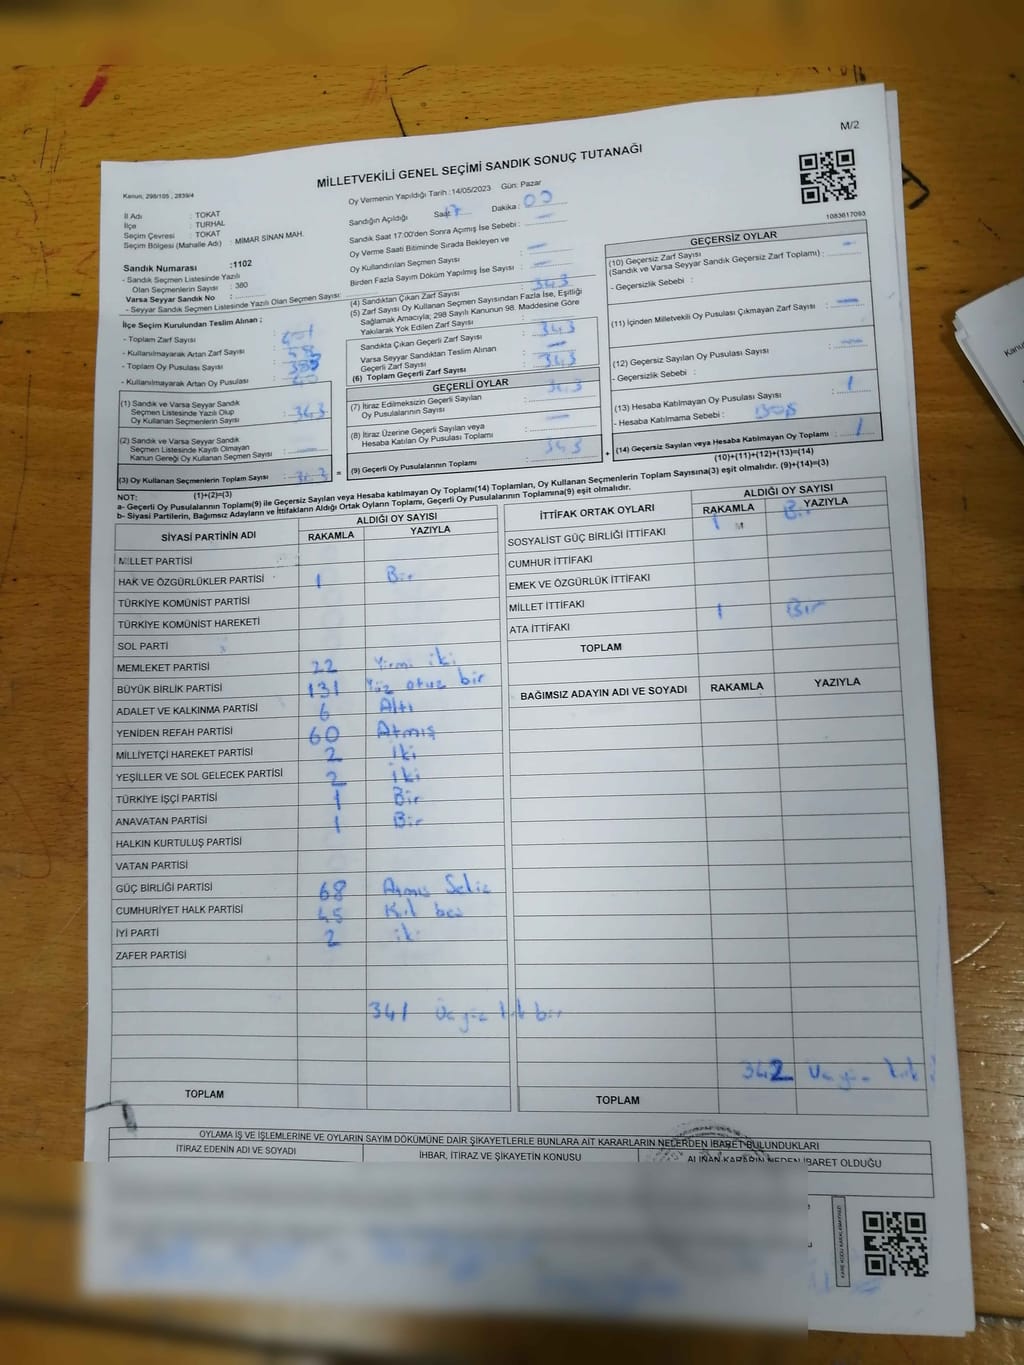 M/2
MİLLETVEKİLİ GENEL SEÇİMİ SANDIK SONUÇ TUTANAĞI
Kanun, 298/105 , 2839/4
Oy Vermenin Yapıldığı Tarih :14/05/2023 Gün: Pazar
1083617093
İl Adı : TOKAT
İlçe : TURHAL
Seçim Çevresi : TOKAT
Seçim Bölgesi (Mahalle Adı) : MİMAR SİNAN MAH.
Sandık Numarası :1102
- Sandık Seçmen Listesinde Yazılı
Olan Seçmenlerin Sayısı : 380
Varsa Seyyar Sandık No :
- Seyyar Sandık Seçmen Listesinde Yazılı Olan Seçmen Sayısı:
Sandığın Açıldığı Saat 17 Dakika : 00
Sandık Saat 17:00'den Sonra Açımış İse Sebebi :
Oy Verme Saati Bitiminde Sırada Bekleyen ve
Oy Kullandırılan Seçmen Sayısı
Birden Fazla Sayım Döküm Yapılmış İse Sayısı :
İlçe Seçim Kurulundan Teslim Alınan ;
- Toplam Zarf Sayısı :
- Kullanılmayarak Artan Zarf Sayısı : 58
- Toplam Oy Pusulası Sayısı :
- Kullanılmayarak Artan Oy Pusulası :
(1) Sandık ve Varsa Seyyar Sandık
Seçmen Listesinde Yazılı Olup
Oy Kullanan Seçmenlerin Sayısı : 343
(2) Sandık ve Varsa Seyyar Sandık
Seçmen Listesinde Kayıtlı Olmayan
Kanun Gereği Oy Kullanan Seçmen Sayısı :
(3) Oy Kullanan Seçmenlerin Toplam Sayısı : 343
(1)+(2)=(3)
(4) Sandıktan Çıkan Zarf Sayısı : 343
(5) Zarf Sayısı Oy Kullanan Seçmen Sayısından Fazla İse, Eşitliği
Sağlamak Amacıyla; 298 Sayılı Kanunun 98. Maddesine Göre
Yakılarak Yok Edilen Zarf Sayısı :
Sandıkta Çıkan Geçerli Zarf Sayısı : 343
Varsa Seyyar Sandıktan Teslim Alınan
Geçerli Zarf Sayısı
(6) Toplam Geçerli Zarf Sayısı : 343
GEÇERLİ OYLAR
(7) İtiraz Edilmeksizin Geçerli Sayılan
Oy Pusulalarının Sayısı : 343
(8) İtiraz Üzerine Geçerli Sayılan veya
Hesaba Katılan Oy Pusulası Toplamı :
= (9) Geçerli Oy Pusulalarının Toplamı : 343
GEÇERSİZ OYLAR
(10) Geçersiz Zarf Sayısı
(Sandık ve Varsa Seyyar Sandık Geçersiz Zarf Toplamı) :
- Geçersizlik Sebebi :
(11) İçinden Milletvekili Oy Pusulası Çıkmayan Zarf Sayısı :
(12) Geçersiz Sayılan Oy Pusulası Sayısı :
- Geçersizlik Sebebi :
(13) Hesaba Katılmayan Oy Pusulası Sayısı : 1
- Hesaba Katılmama Sebebi : Boş
+ (14) Geçersiz Sayılan veya Hesaba Katılmayan Oy Toplamı : 1
(10)+(11)+(12)+(13)=(14)
NOT:
a- Geçerli Oy Pusulalarının Toplamı(9) ile Geçersiz Sayılan veya Hesaba katılmayan Oy Toplamı(14) Toplamları, Oy Kullanan Seçmenlerin Toplam Sayısına(3) eşit olmalıdır. (9)+(14)=(3)
b- Siyasi Partilerin, Bağımsız Adayların ve İttifakların Aldığı Ortak Oyların Toplamı, Geçerli Oy Pusulalarının Toplamına(9) eşit olmalıdır.
SİYASİ PARTİNİN ADI ALDIĞI OY SAYISI
RAKAMLA YAZIYLA
MİLLET PARTİSİ
HAK VE ÖZGÜRLÜKLER PARTİSİ 1 Bir
TÜRKİYE KOMÜNİST PARTİSİ
TÜRKİYE KOMÜNİST HAREKETİ
SOL PARTİ
MEMLEKET PARTİSİ 22 Yirmi iki
BÜYÜK BİRLİK PARTİSİ 131 Yüz otuz bir
ADALET VE KALKINMA PARTİSİ 6 Altı
YENİDEN REFAH PARTİSİ 60 Atmış
MİLLİYETÇİ HAREKET PARTİSİ 2 İki
YEŞİLLER VE SOL GELECEK PARTİSİ 2 İki
TÜRKİYE İŞÇİ PARTİSİ 1 Bir
ANAVATAN PARTİSİ 1 Bir
HALKIN KURTULUŞ PARTİSİ
VATAN PARTİSİ
GÜÇ BİRLİĞİ PARTİSİ 68
CUMHURİYET HALK PARTİSİ 45
İYİ PARTİ 2 iki
ZAFER PARTİSİ
341
TOPLAM
İTTİFAK ORTAK OYLARI ALDIĞI OY SAYISI
RAKAMLA YAZIYLA
SOSYALİST GÜÇ BİRLİĞİ İTTİFAKI 1 Bir
CUMHUR İTTİFAKI
EMEK VE ÖZGÜRLÜK İTTİFAKI
MİLLET İTTİFAKI 1 Bir
ATA İTTİFAKI
TOPLAM
BAĞIMSIZ ADAYIN ADI VE SOYADI RAKAMLA YAZIYLA
342
TOPLAM
OYLAMA İŞ VE İŞLEMLERİNE VE OYLARIN SAYIM DÖKÜMÜNE DAİR ŞİKAYETLERLE BUNLARA AİT KARARLARIN NELERDEN İBARET BULUNDUKLARI
İTİRAZ EDENİN ADI VE SOYADI
İHBAR, İTİRAZ VE ŞİKAYETİN KONUSU
ALINAN KARARIN NEDEN İBARET OLDUĞU
Kanu